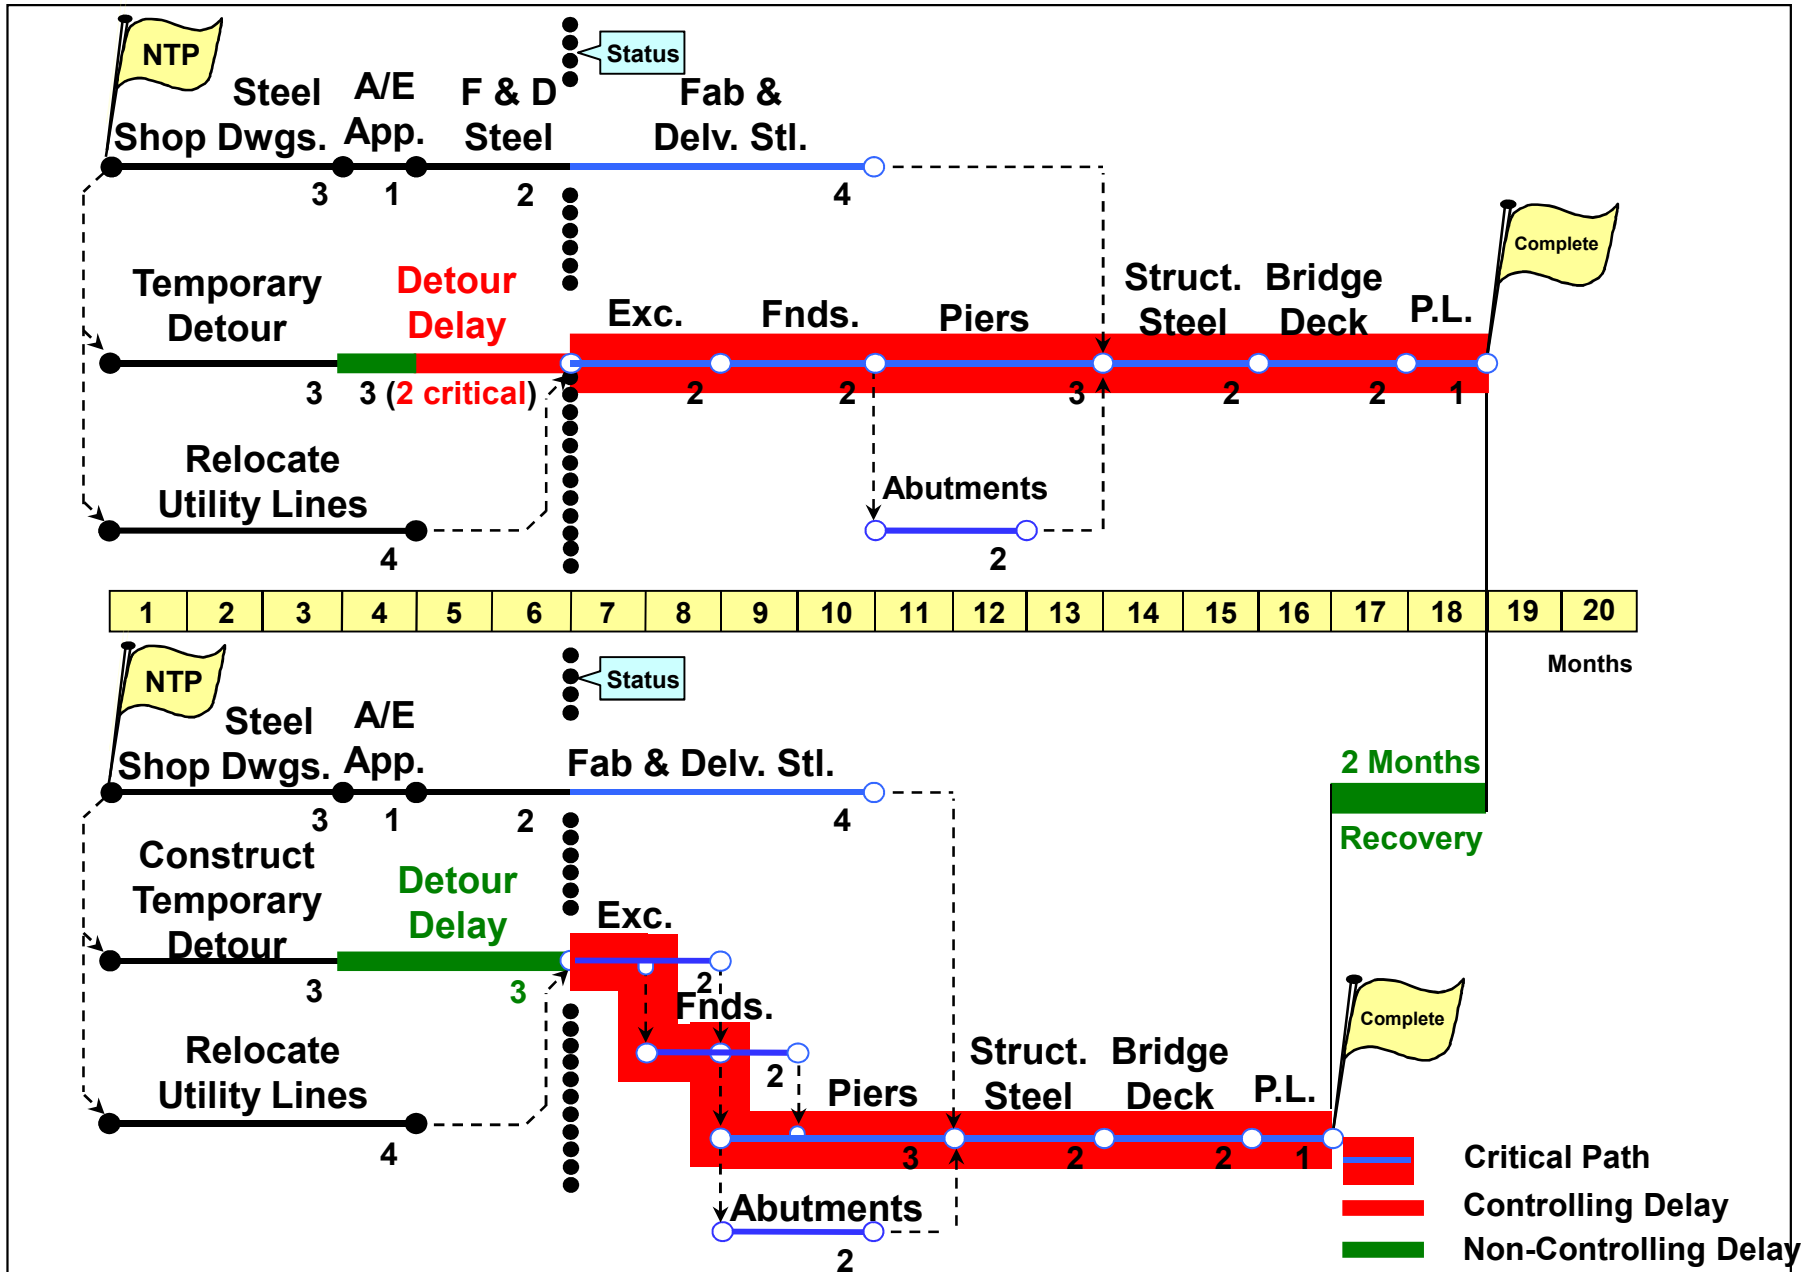 NTP
Status
Steel
Shop Dwgs.
A/E
App.
F & D
Steel
Fab &
Delv. Stl.
3
1
2
4
Complete
Temporary
Detour
Detour
Delay
Exc.
Fnds.
Piers
Struct.
Steel
Bridge
Deck
P.L.
3
3 (2 critical)
2
2
3
2
2
1
Relocate
Utility Lines
4
Abutments
2
1 2 3 4 5 6 7 8 9 10 11 12 13 14 15 16 17 18 19 20
Months
NTP
Status
Steel
Shop Dwgs.
A/E
App.
Fab & Delv. Stl.
3
1
2
4
2 Months
Recovery
Construct
Temporary
Detour
Detour
Delay
Exc.
3
3
2
Fnds.
2
Relocate
Utility Lines
4
Piers
Struct.
Steel
Bridge
Deck
P.L.
Complete
3
2
2
1
Abutments
2
Critical Path
Controlling Delay
Non-Controlling Delay